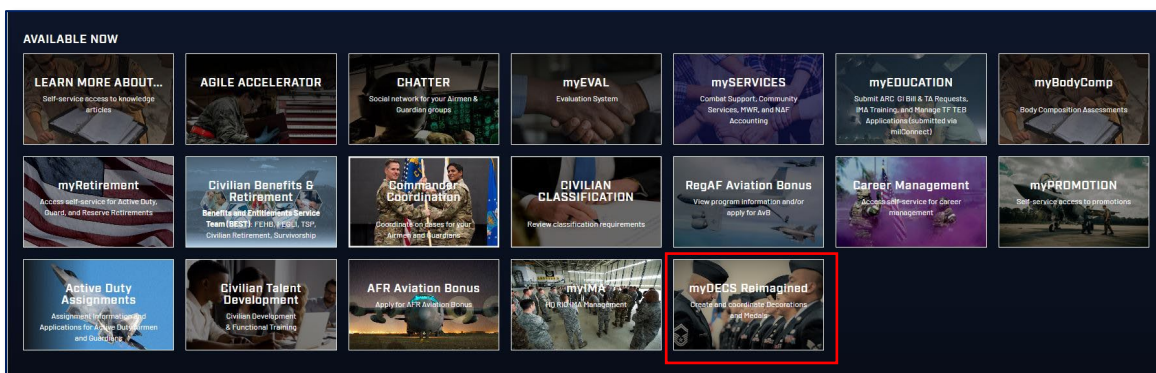 AVAILABLE NOW
LEARN MORE ABOUT...
Self-service access to knowledge
articles
AGILE ACCELERATOR
CHATTER
Social network for your Airmen &
Guardian groups
myEVAL
Evaluation System
mySERVICES
Combat Support, Community
Services, MWR, and NAF
Accounting
myEDUCATION
Submit ARC GI Bill & TA Requests,
IMA Training, and Manage TF TEB
Applications (submitted via
milConnect)
myBodyComp
Body Composition Assessments
myRetirement
Access self-service for Active Duty,
Guard, and Reserve Retirements
Civilian Benefits &
Retirement
Benefits and Entitlements Service
Team (BEST): FEHB, FEGLI, TSP,
Civilian Retirement, Survivorship
Commander
Coordination
Coordinate on cases for your
Airmen and Guardians
CIVILIAN
CLASSIFICATION
Review classification requirements
RegAF Aviation Bonus
View program information and/or
apply for AvB
Career Management
Access self-service for career
management
myPROMOTION
Self-service access to promotions
Active Duty
Assignments
Assignment Information and
Applications for Active Duty Airmen
and Guardians
Civilian Talent
Development
Civilian Development
& Functional Training
AFR Aviation Bonus
Apply for AFR Aviation Bonus
myIMA
HQ RIO IMA Management
myDECS Reimagined
Create and coordinate Decorations
and Medals